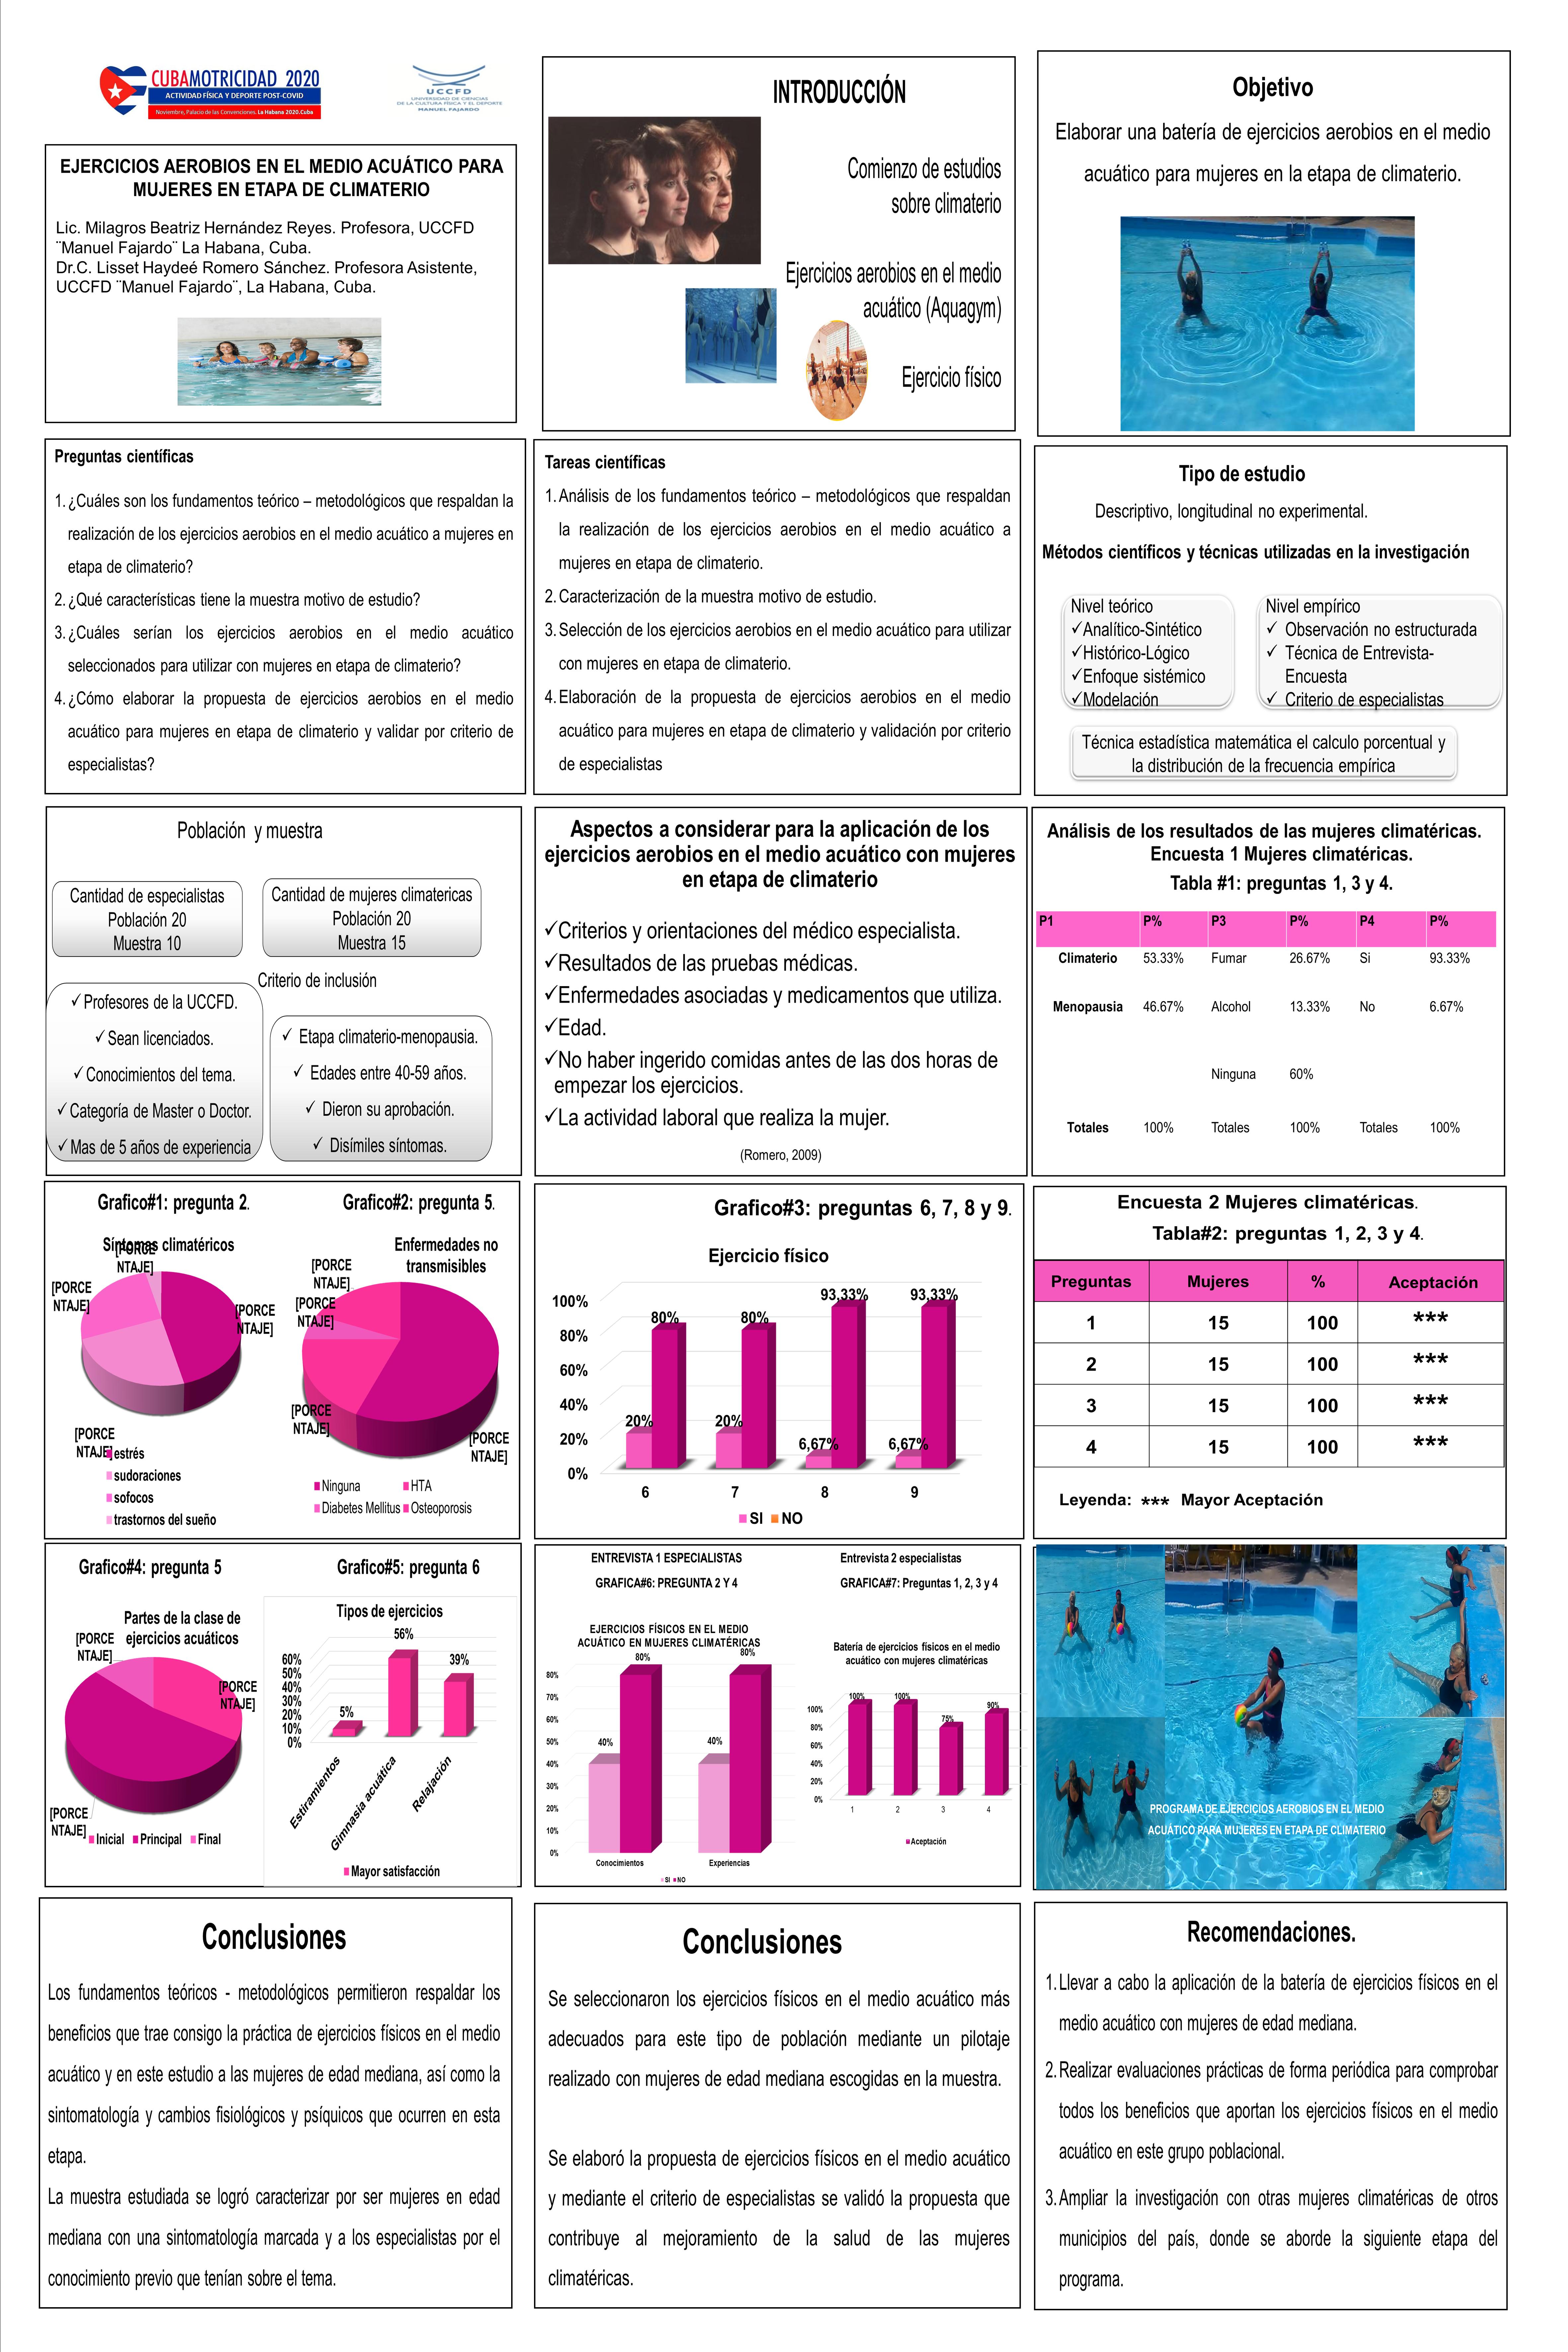 CUBAMOTRICIDAD 2020
ACTIVIDAD FÍSICA Y DEPORTE POST-COVID
Noviembre, Palacio de las Convenciones. La Habana 2020.Cuba
UCCFD
UNIVERSIDAD DE CIENCIAS
DE LA CULTURA FÍSICA Y EL DEPORTE
MANUEL FAJARDO
EJERCICIOS AEROBIOS EN EL MEDIO ACUÁTICO PARA
MUJERES EN ETAPA DE CLIMATERIO
Lic. Milagros Beatriz Hernández Reyes. Profesora, UCCFD
¨Manuel Fajardo¨ La Habana, Cuba.
Dr.C. Lisset Haydeé Romero Sánchez. Profesora Asistente,
UCCFD ¨Manuel Fajardo¨, La Habana, Cuba.
INTRODUCCIÓN
Comienzo de estudios
sobre climaterio
Ejercicios aerobios en el medio
acuático (Aquagym)
Ejercicio físico
Objetivo
Elaborar una batería de ejercicios aerobios en el medio
acuático para mujeres en la etapa de climaterio.
Preguntas científicas
1. ¿Cuáles son los fundamentos teórico – metodológicos que respaldan la
realización de los ejercicios aerobios en el medio acuático a mujeres en
etapa de climaterio?
2. ¿Qué características tiene la muestra motivo de estudio?
3. ¿Cuáles serían los ejercicios aerobios en el medio acuático
seleccionados para utilizar con mujeres en etapa de climaterio?
4. ¿Cómo elaborar la propuesta de ejercicios aerobios en el medio
acuático para mujeres en etapa de climaterio y validar por criterio de
especialistas?
Tareas científicas
1. Análisis de los fundamentos teórico – metodológicos que respaldan
la realización de los ejercicios aerobios en el medio acuático a
mujeres en etapa de climaterio.
2. Caracterización de la muestra motivo de estudio.
3. Selección de los ejercicios aerobios en el medio acuático para utilizar
con mujeres en etapa de climaterio.
4. Elaboración de la propuesta de ejercicios aerobios en el medio
acuático para mujeres en etapa de climaterio y validación por criterio
de especialistas
Tipo de estudio
Descriptivo, longitudinal no experimental.
Métodos científicos y técnicas utilizadas en la investigación
Nivel teórico
✓Analítico-Sintético
✓Histórico-Lógico
✓Enfoque sistémico
✓Modelación
Nivel empírico
✓ Observación no estructurada
✓ Técnica de Entrevista-
Encuesta
✓ Criterio de especialistas
Técnica estadística matemática el calculo porcentual y
la distribución de la frecuencia empírica
Población y muestra
Cantidad de especialistas
Población 20
Muestra 10
Cantidad de mujeres climatericas
Población 20
Muestra 15
Criterio de inclusión
✓Profesores de la UCCFD.
✓Sean licenciados.
✓Conocimientos del tema.
✓Categoría de Master o Doctor.
✓Mas de 5 años de experiencia
✓ Etapa climaterio-menopausia.
✓ Edades entre 40-59 años.
✓ Dieron su aprobación.
✓ Disímiles síntomas.
Aspectos a considerar para la aplicación de los
ejercicios aerobios en el medio acuático con mujeres
en etapa de climaterio
✓Criterios y orientaciones del médico especialista.
✓Resultados de las pruebas médicas.
✓Enfermedades asociadas y medicamentos que utiliza.
✓Edad.
✓No haber ingerido comidas antes de las dos horas de
empezar los ejercicios.
✓La actividad laboral que realiza la mujer.
(Romero, 2009)
Análisis de los resultados de las mujeres climatéricas.
Encuesta 1 Mujeres climatéricas.
Tabla #1: preguntas 1, 3 y 4.
P1 P% P3 P% P4 P%
Climaterio 53.33% Fumar 26.67% Si 93.33%
Menopausia 46.67% Alcohol 13.33% No 6.67%
Ninguna 60%
Totales 100% Totales 100% Totales 100%
Grafico#1: pregunta 2.
Síntomas climatéricos
[PORCE
NTAJE]
[PORCE
NTAJE]
[PORCE
NTAJE]
[PORCE
NTAJE]
estrés
sudoraciones
sofocos
trastornos del sueño
Grafico#2: pregunta 5.
Enfermedades no
transmisibles
[PORCE
NTAJE]
[PORCE
NTAJE]
[PORCE
NTAJE]
[PORCE
NTAJE]
Ninguna HTA
Diabetes Mellitus Osteoporosis
Grafico#3: preguntas 6, 7, 8 y 9.
Ejercicio físico
100%
80%
60%
40%
20%
0%
20% 80% 20% 80% 6,67% 93,33% 6,67% 93,33%
6 7 8 9
SI NO
Encuesta 2 Mujeres climatéricas.
Tabla#2: preguntas 1, 2, 3 y 4.
Preguntas Mujeres % Aceptación
1 15 100 ***
2 15 100 ***
3 15 100 ***
4 15 100 ***
Leyenda: *** Mayor Aceptación
Grafico#4: pregunta 5
Partes de la clase de
ejercicios acuáticos
[PORCE
NTAJE]
[PORCE
NTAJE]
[PORCE
NTAJE]
Inicial Principal Final
Grafico#5: pregunta 6
Tipos de ejercicios
60%
50%
40%
30%
20%
10%
0%
5% 56% 39%
Estiramientos
Gimnasia acuática
Relajación
Mayor satisfacción
ENTREVISTA 1 ESPECIALISTAS
GRAFICA#6: PREGUNTA 2 Y 4
EJERCICIOS FÍSICOS EN EL MEDIO
ACUÁTICO EN MUJERES CLIMATÉRICAS
80%
70%
60%
50%
40%
30%
20%
10%
0%
40% 80% 40% 80%
Conocimientos Experiencias
SI NO
Entrevista 2 especialistas
GRAFICA#7: Preguntas 1, 2, 3 y 4
Bateria de ejercicios físicos en el medio
acuático con mujeres climatéricas
100%
80%
60%
40%
20%
0%
100% 100% 75% 90%
1 2 3 4
Aceptación
PROGRAMA DE EJERCICIOS AEROBIOS EN EL MEDIO
ACUÁTICO PARA MUJERES EN ETAPA DE CLIMATERIO
Conclusiones
Los fundamentos teóricos - metodológicos permitieron respaldar los
beneficios que trae consigo la práctica de ejercicios físicos en el medio
acuático y en este estudio a las mujeres de edad mediana, así como la
sintomatología y cambios fisiológicos y psíquicos que ocurren en esta
etapa.
La muestra estudiada se logró caracterizar por ser mujeres en edad
mediana con una sintomatología marcada y a los especialistas por el
conocimiento previo que tenían sobre el tema.
Conclusiones
Se seleccionaron los ejercicios físicos en el medio acuático más
adecuados para este tipo de población mediante un pilotaje
realizado con mujeres de edad mediana escogidas en la muestra.
Se elaboró la propuesta de ejercicios físicos en el medio acuático
y mediante el criterio de especialistas se validó la propuesta que
contribuye al mejoramiento de la salud de las mujeres
climatéricas.
Recomendaciones.
1. Llevar a cabo la aplicación de la batería de ejercicios físicos en el
medio acuático con mujeres de edad mediana.
2. Realizar evaluaciones prácticas de forma periódica para comprobar
todos los beneficios que aportan los ejercicios físicos en el medio
acuático en este grupo poblacional.
3. Ampliar la investigación con otras mujeres climatéricas de otros
municipios del país, donde se aborde la siguiente etapa del
programa.